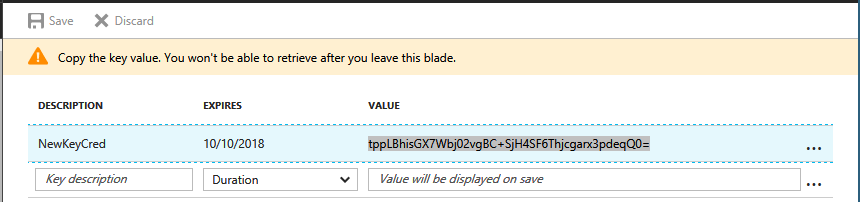 Save Discard
Copy the key value. You won't be able to retrieve after you leave this blade.
DESCRIPTION EXPIRES VALUE
NewKeyCred 10/10/2018 tppLBhisGX7Wbj02vgBC+SjH4SF6Thjcgarx3pdeqQ0= ...
Key description Duration Value will be displayed on save ...